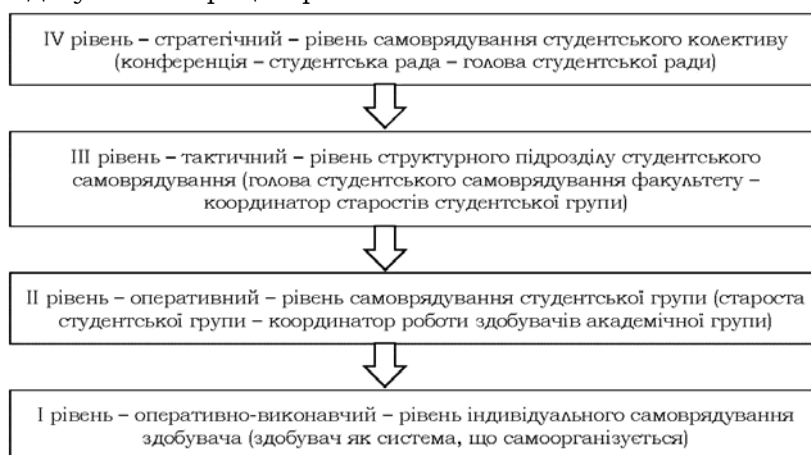 IV рівень – стратегічний – рівень самоврядування студентського колективу
(конференція – студентська рада – голова студентської ради)
III рівень – тактичний – рівень структурного підрозділу студентського
самоврядування (голова студентського самоврядування факультету –
координатор старостів студентської групи)
II рівень – оперативний – рівень самоврядування студентської групи (староста
студентської групи – координатор роботи здобувачів академічної групи)
I рівень – оперативно-виконавчий – рівень індивідуального самоврядування
здобувача (здобувач як система, що самоорганізується)